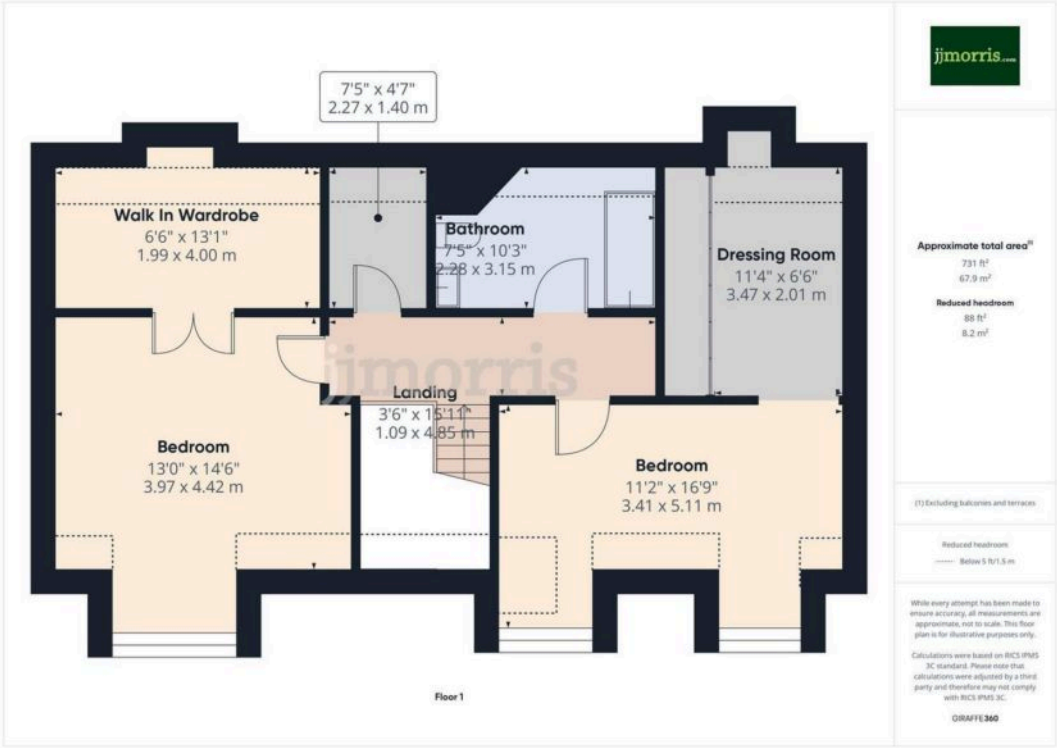 7'5" x 4'7"
2.27 x 1.40 m
Walk In Wardrobe
6'6" x 13'1"
1.99 x 4.00 m
Bathroom
7'5" x 10'3"
2.28 x 3.15 m
Dressing Room
11'4" x 6'6"
3.47 x 2.01 m
jjmorris
Landing
3'6" x 15'11"
1.09 x 4.85 m
Bedroom
13'0" x 14'6"
3.97 x 4.42 m
Bedroom
11'2" x 16'9"
3.41 x 5.11 m
Floor 1
jjmorris.com
Approximate total area(1)
731 ft²
67.9 m²
Reduced headroom
88 ft²
8.2 m²
(1) Excluding balconies and terraces
Reduced headroom
Below 5 ft/1.5 m
While every attempt has been made to
ensure accuracy, all measurements are
approximate, not to scale. This floor
plan is for illustrative purposes only.
Calculations were based on RICS IPMS
3C standard. Please note that
calculations were adjusted by a third
party and therefore may not comply
with RICS IPMS 3C.
GIRAFFE360